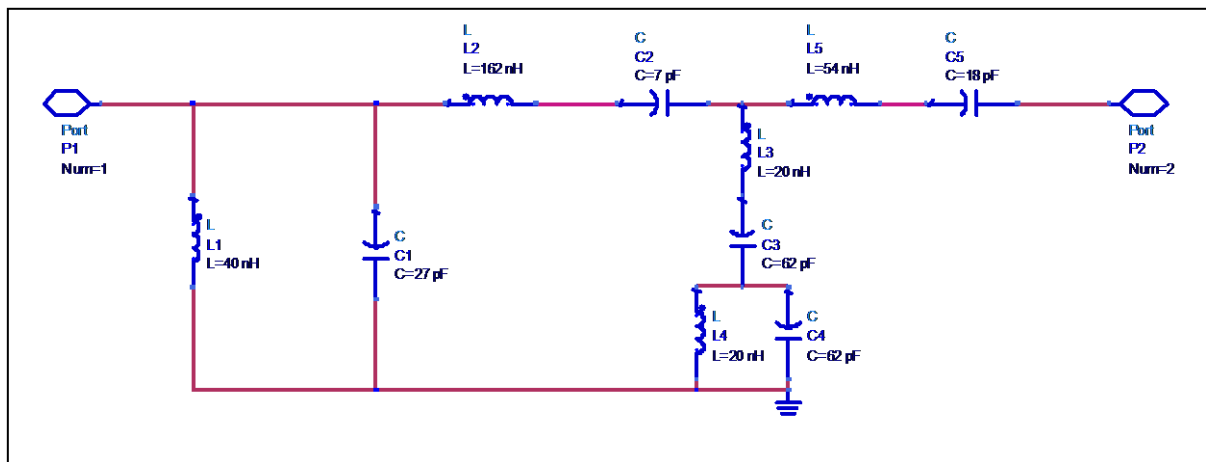 L
L2
L=162 nH
C
C2
C=7 pF
L
L5
L=54 nH
C
C5
C=18 pF
Port
P1
Num=1
L
L3
L=20 nH
Port
P2
Num=2
L
L1
L=40 nH
C
C1
C=27 pF
C
C3
C=62 pF
L
L4
L=20 nH
C
C4
C=62 pF